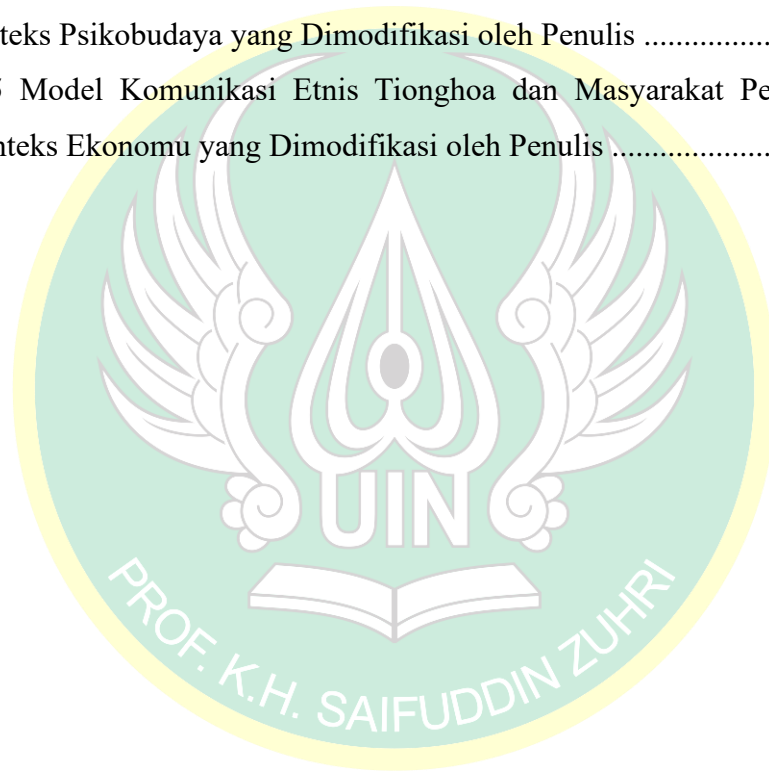 teks Psikobudaya yang Dimodifikasi oleh Penulis ..................
5 Model Komunikasi Etnis Tionghoa dan Masyarakat Pe
nteks Ekonomu yang Dimodifikasi oleh Penulis ......................
UIN
PROF. K.H. SAIFUDDIN ZUHRI